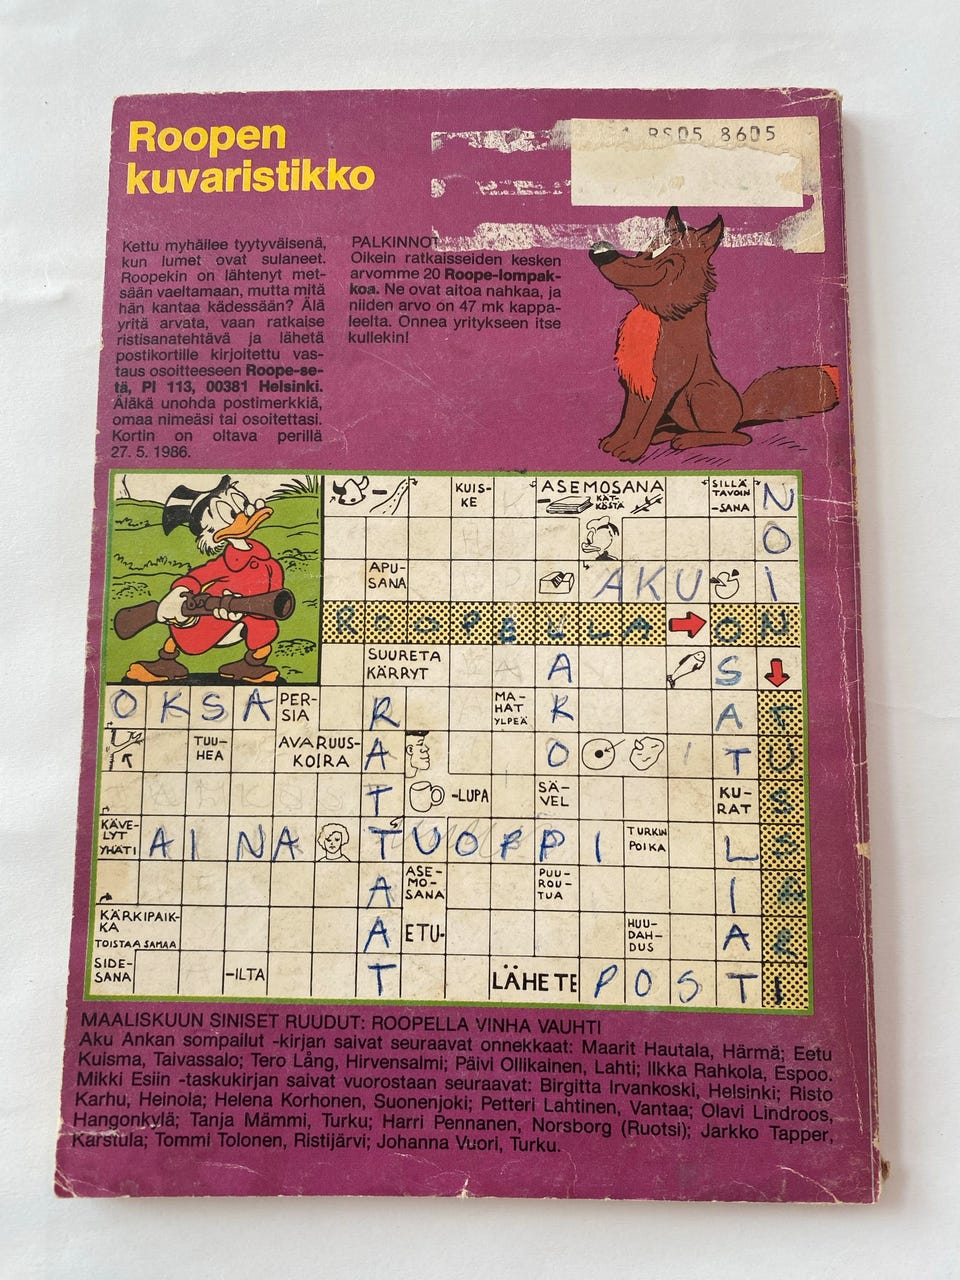 Roopen
kuvaristikko
RS05 8605
Kettu myhäilee tyytyväisenä,
kun lumet ovat sulaneet.
Roopekin on lähtenyt met-
sään vaeltamaan, mutta mitä
hän kantaa kädessään? Älä
yritä arvata, vaan ratkaise
ristisanatehtävä ja lähetä
postikortille kirjoitettu vas-
taus osoitteeseen Roope-se-
tä, Pl 113, 00381 Helsinki.
Äläkä unohda postimerkkiä,
omaa nimeäsi tai osoitettasi.
Kortin on oltava perillä
27. 5. 1986.
PALKINNOT
Oikein ratkaisseiden kesken
arvomme 20 Roope-lompak-
koa. Ne ovat aitoa nahkaa, ja
niiden arvo on 47 mk kappa-
leelta. Onnea yritykseen itse
kullekin!
KUIS-
KE
ASEMOSANA
KÄT-
KÖSTÄ
SILLÄ
TAVOIN
-SANA
N
O
APU-
SANA
AKU
I
ROOPELLA
O
N
SUURETA
KÄRRYT
A
S
OKSA
PER-
SIA
R
MA-
HAT
YLPEÄ
K
A
T
TUU-
HEA
AVARUUS-
KOIRA
A
O
T
U
T
-LUPA
SÄ-
VEL
KU-
RAT
S
KÄVE-
LYT
YHÄTI
AINA
TUOPPI
TURKIN
POIKA
L
A
ASE-
MO-
SANA
PUU-
ROU-
TUA
I
KÄRKIPAIK-
KA
TOISTAA SAMAA
A
ETU-
HUU-
DAH-
DUS
A
SIDE-
SANA
-ILTA
T
LÄHETE
POST
I
MAALISKUUN SINISET RUUDUT: ROOPELLA VINHA VAUHTI
Aku Ankan sompailut -kirjan saivat seuraavat onnekkaat: Maarit Hautala, Härmä; Eetu
Kuisma, Taivassalo; Tero Lång, Hirvensalmi; Päivi Ollikainen, Lahti; Ilkka Rahkola, Espoo.
Mikki Esiin -taskukirjan saivat vuorostaan seuraavat: Birgitta Irvankoski, Helsinki; Risto
Karhu, Heinola; Helena Korhonen, Suonenjoki; Petteri Lahtinen, Vantaa; Olavi Lindroos,
Hangonkylä; Tanja Mämmi, Turku; Harri Pennanen, Norsborg (Ruotsi); Jarkko Tapper,
Karstula; Tommi Tolonen, Ristijärvi; Johanna Vuori, Turku.